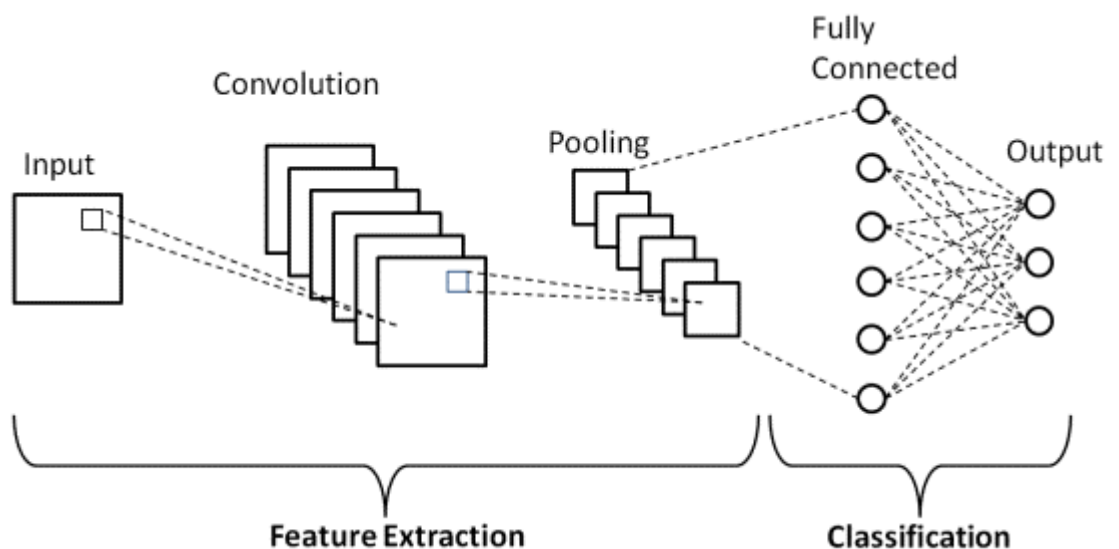 Input
Convolution
Pooling
Fully
Connected
Output
Feature Extraction
Classification